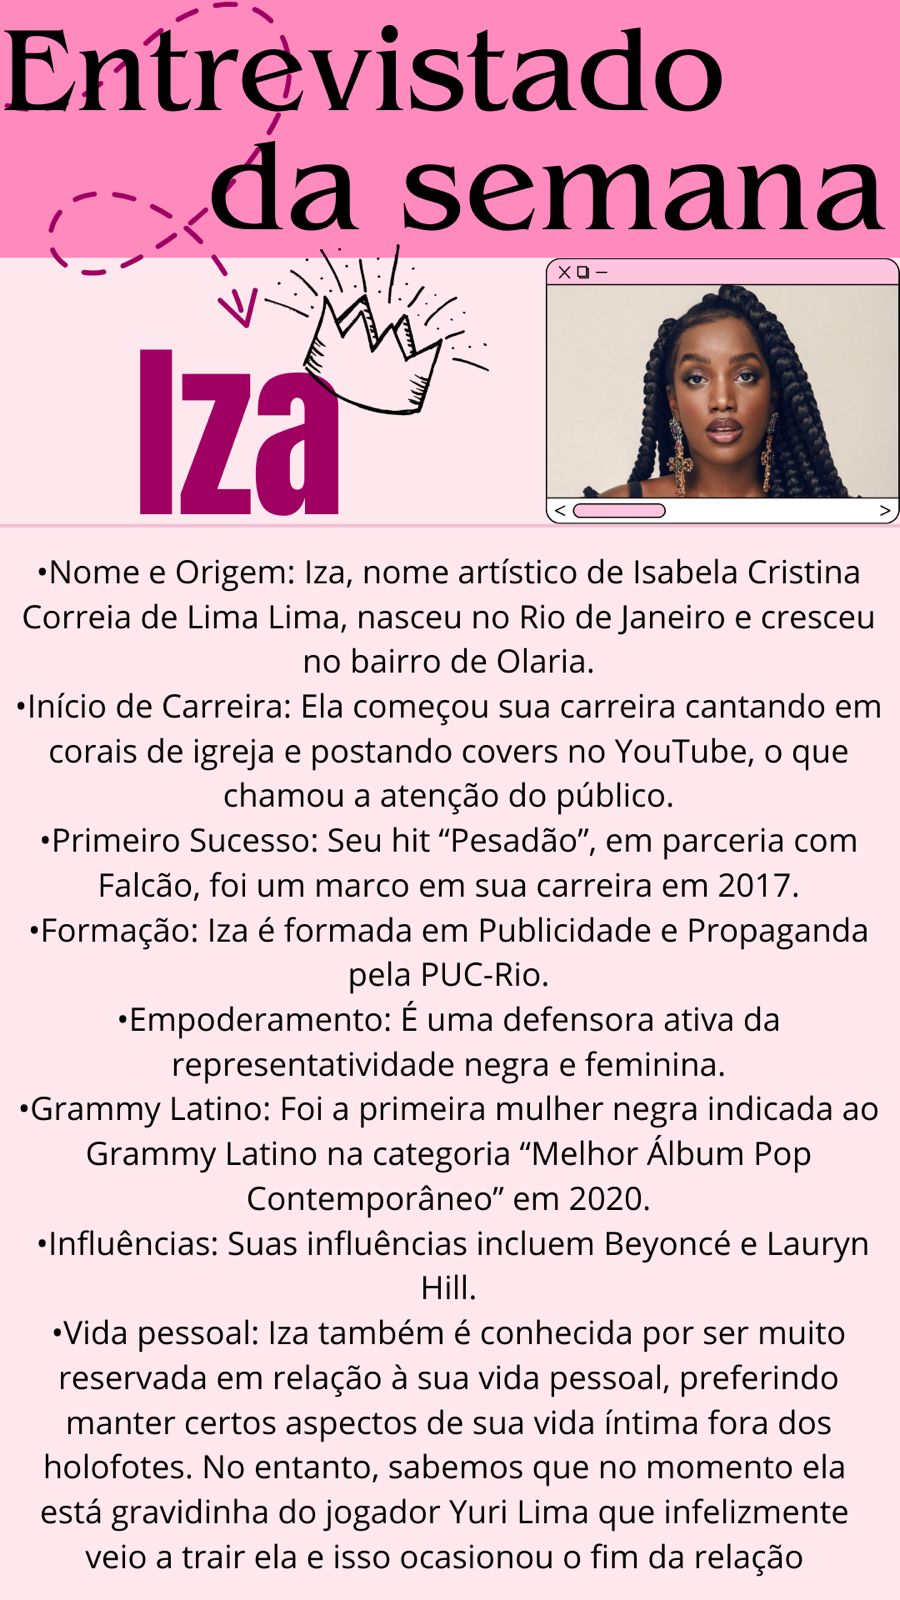 Entrevistado
da semana
Iza
•Nome e Origem: Iza, nome artístico de Isabela Cristina
Correia de Lima Lima, nasceu no Rio de Janeiro e cresceu
no bairro de Olaria.
•Início de Carreira: Ela começou sua carreira cantando em
corais de igreja e postando covers no YouTube, o que
chamou a atenção do público.
•Primeiro Sucesso: Seu hit “Pesadão”, em parceria com
Falcão, foi um marco em sua carreira em 2017.
•Formação: Iza é formada em Publicidade e Propaganda
pela PUC-Rio.
•Empoderamento: É uma defensora ativa da
representatividade negra e feminina.
•Grammy Latino: Foi a primeira mulher negra indicada ao
Grammy Latino na categoria “Melhor Álbum Pop
Contemporâneo” em 2020.
•Influências: Suas influências incluem Beyoncé e Lauryn
Hill.
•Vida pessoal: Iza também é conhecida por ser muito
reservada em relação à sua vida pessoal, preferindo
manter certos aspectos de sua vida íntima fora dos
holofotes. No entanto, sabemos que no momento ela
está gravidinha do jogador Yuri Lima que infelizmente
veio a trair ela e isso ocasionou o fim da relação